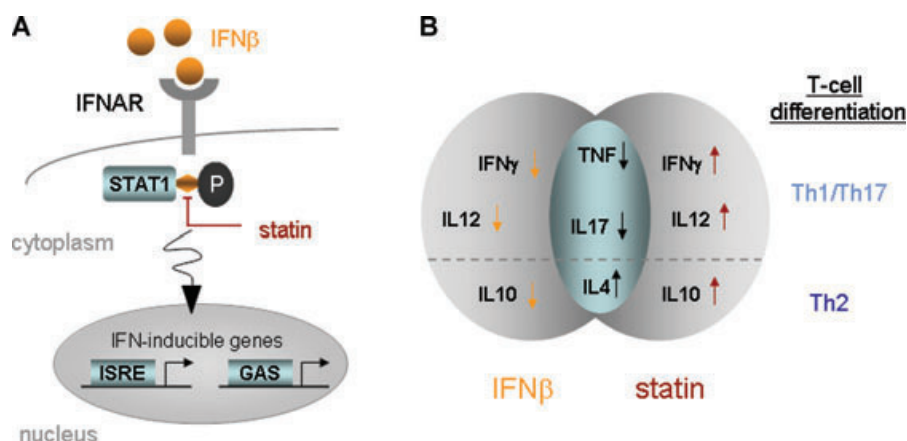 A
IFNβ
IFNAR
STAT1
P
statin
cytoplasm
IFN-inducible genes
ISRE
GAS
nucleus
B
T-cell
differentiation
IFNγ ↓
TNF ↓
IFNγ ↑
Th1/Th17
IL12 ↓
IL17 ↓
IL12 ↑
IL10 ↓
IL4 ↑
IL10 ↑
Th2
IFNβ
statin